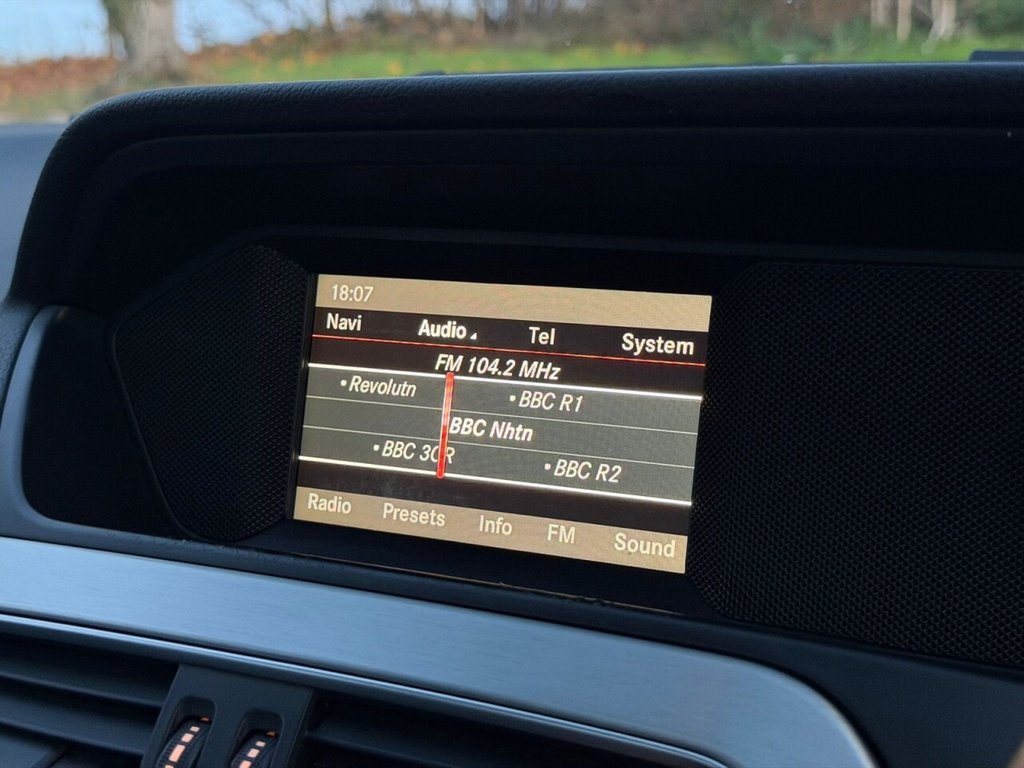 18:07
Navi Audio Tel System
FM 104.2 MHz
•Revolutn •BBC R1
BBC Nhtn
•BBC 3CR •BBC R2
Radio Presets Info FM Sound